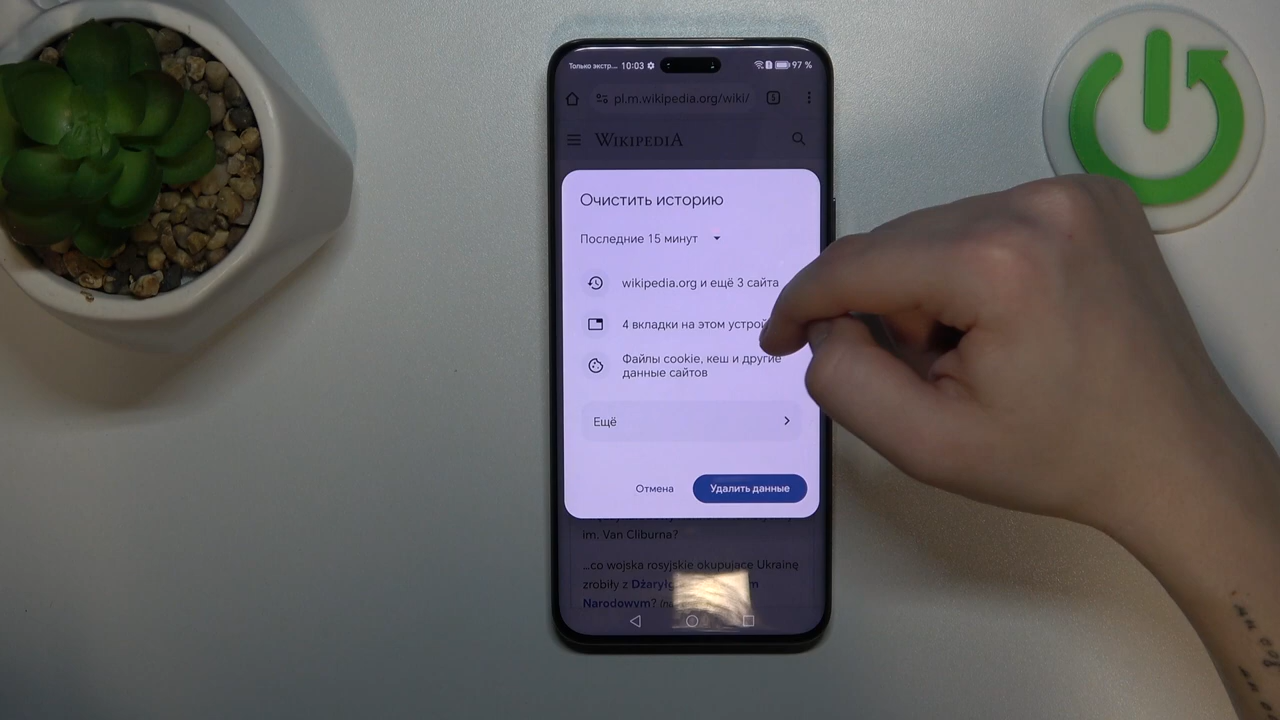 Только экстр... 10:03 97 %
pl.m.wikipedia.org/wiki/ 5
WIKIPEDIA
Очистить историю
Последние 15 минут
wikipedia.org и ещё 3 сайта
4 вкладки на этом
Файлы cookie, кеш и другие
данные сайтов
Ещё
Отмена Удалить данные
im. Van Cliburna?
...co wojska rosyjskie okupujące Ukrainę
zrobiły z
Narodowym?